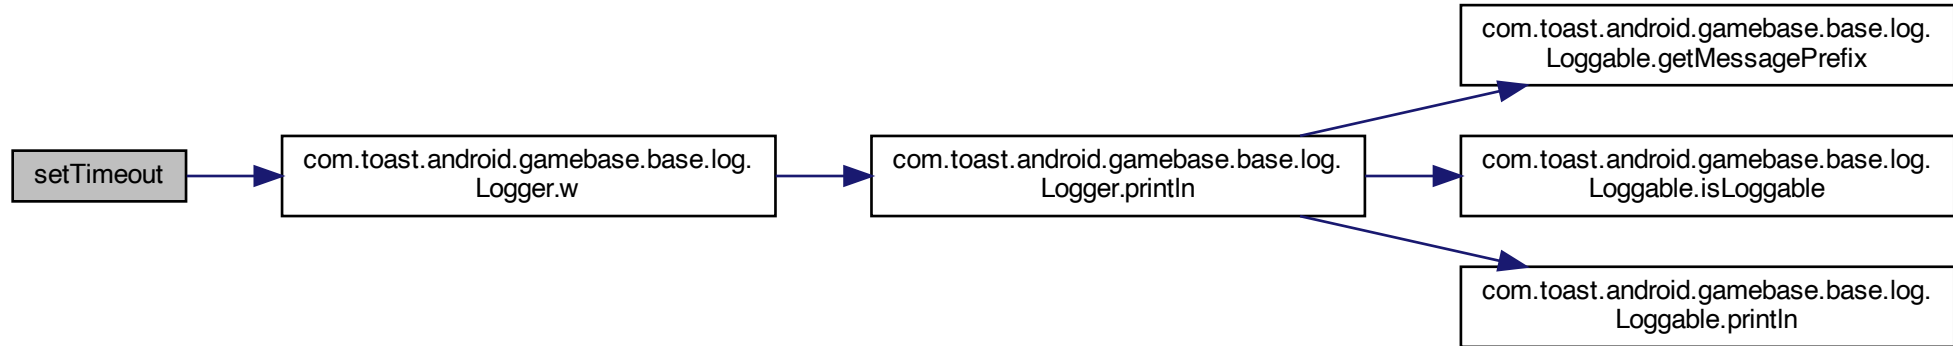 setTimeout
com.toast.android.gamebase.base.log.
Logger.w
com.toast.android.gamebase.base.log.
Logger.println
com.toast.android.gamebase.base.log.
Loggable.getMessagePrefix
com.toast.android.gamebase.base.log.
Loggable.isLoggable
com.toast.android.gamebase.base.log.
Loggable.println